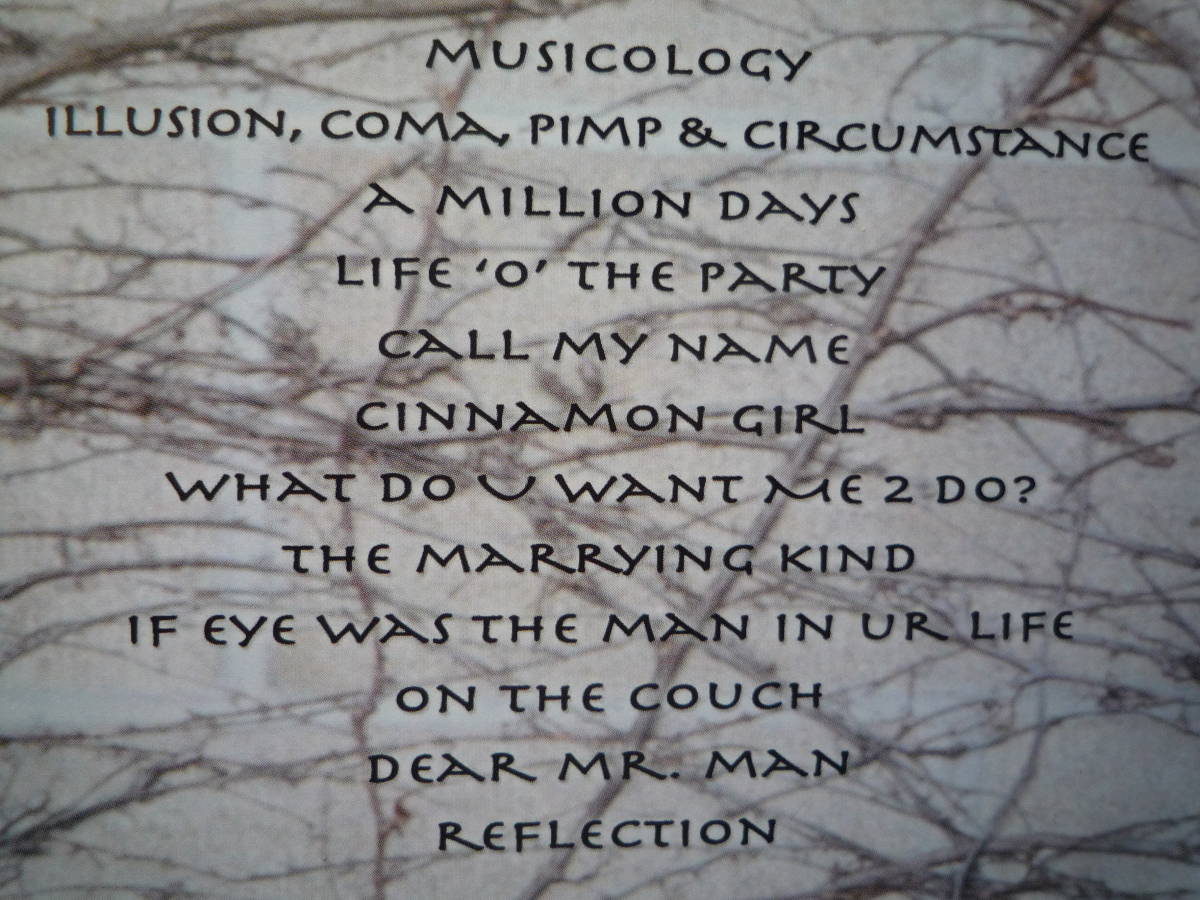 MUSICOLOGY
ILLUSION, COMA, PIMP & CIRCUMSTANCE
A MILLION DAYS
LIFE ‘O’ THE PARTY
CALL MY NAME
CINNAMON GIRL
WHAT DO U WANT ME 2 DO?
THE MARRYING KIND
IF EYE WAS THE MAN IN UR LIFE
ON THE COUCH
DEAR MR. MAN
REFLECTION